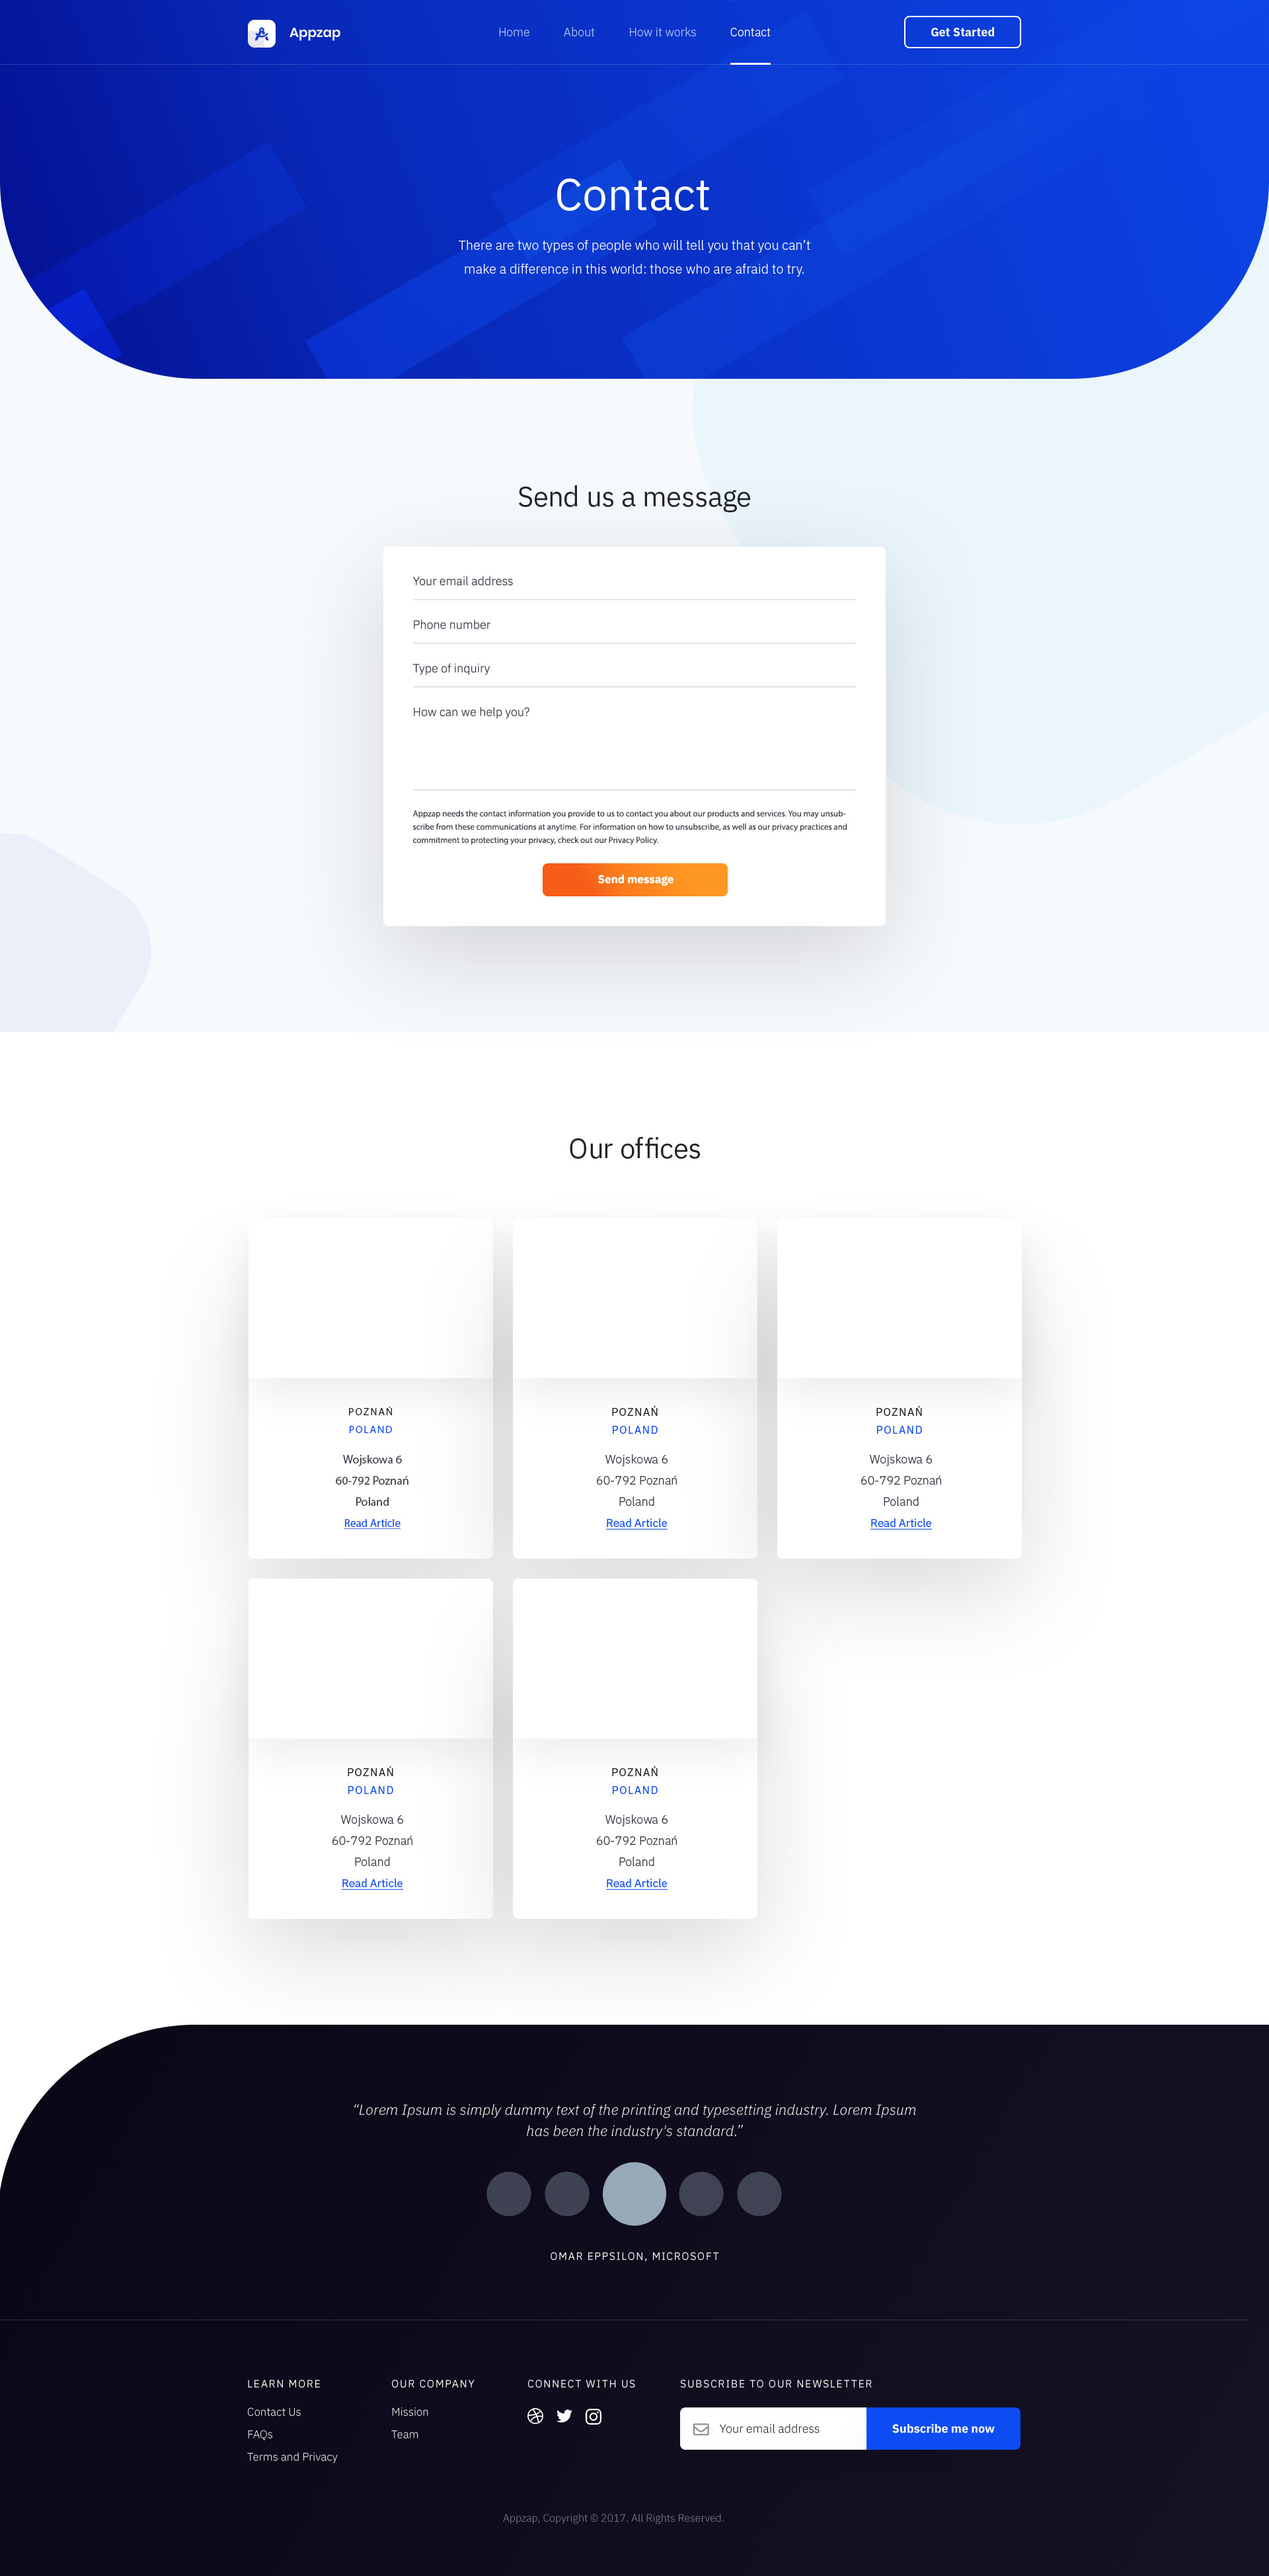 Appzap
Home
About
How it works
Contact
Get Started
Contact
There are two types of people who will tell you that you can’t
make a difference in this world: those who are afraid to try.
Send us a message
Your email address
Phone number
Type of inquiry
How can we help you?
Appzap needs the contact information you provide to us to contact you about our products and services. You may unsub-
scribe from these communications at anytime. For information on how to unsubscribe, as well as our privacy practices and
commitment to protecting your privacy, check out our Privacy Policy.
Send message
Our offices
POZNAŃ
POLAND
Wojskowa 6
60-792 Poznań
Poland
Read Article
POZNAŃ
POLAND
Wojskowa 6
60-792 Poznań
Poland
Read Article
POZNAŃ
POLAND
Wojskowa 6
60-792 Poznań
Poland
Read Article
POZNAŃ
POLAND
Wojskowa 6
60-792 Poznań
Poland
Read Article
POZNAŃ
POLAND
Wojskowa 6
60-792 Poznań
Poland
Read Article
“Lorem Ipsum is simply dummy text of the printing and typesetting industry. Lorem Ipsum
has been the industry's standard.”
OMAR EPPSILON, MICROSOFT
LEARN MORE
Contact Us
FAQs
Terms and Privacy
OUR COMPANY
Mission
Team
CONNECT WITH US
SUBSCRIBE TO OUR NEWSLETTER
Your email address
Subscribe me now
Appzap, Copyright © 2017. All Rights Reserved.